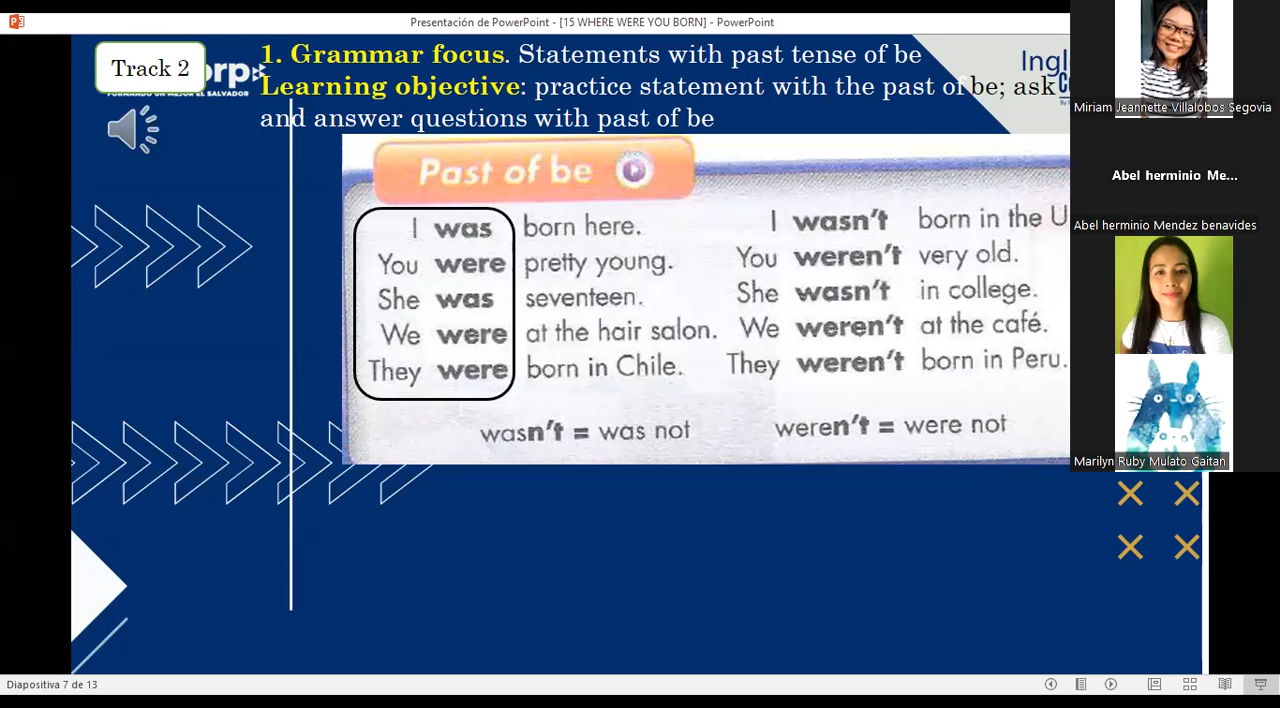 Presentación de PowerPoint - [15 WHERE WERE YOU BORN] - PowerPoint
Track 2
1. Grammar focus. Statements with past tense of be
Learning objective: practice statement with the past of be; ask
and answer questions with past of be
Past of be
I was born here.
You were pretty young.
She was seventeen.
We were at the hair salon.
They were born in Chile.
I wasn't born in the U
You weren't very old.
She wasn't in college.
We weren't at the café.
They weren't born in Peru.
wasn't = was not
weren't = were not
Miriam Jeannette Villalobos Segovia
Abel herminio Me...
Abel herminio Mendez benavides
Marilyn Ruby Mulato Gaitan
Diapositiva 7 de 13